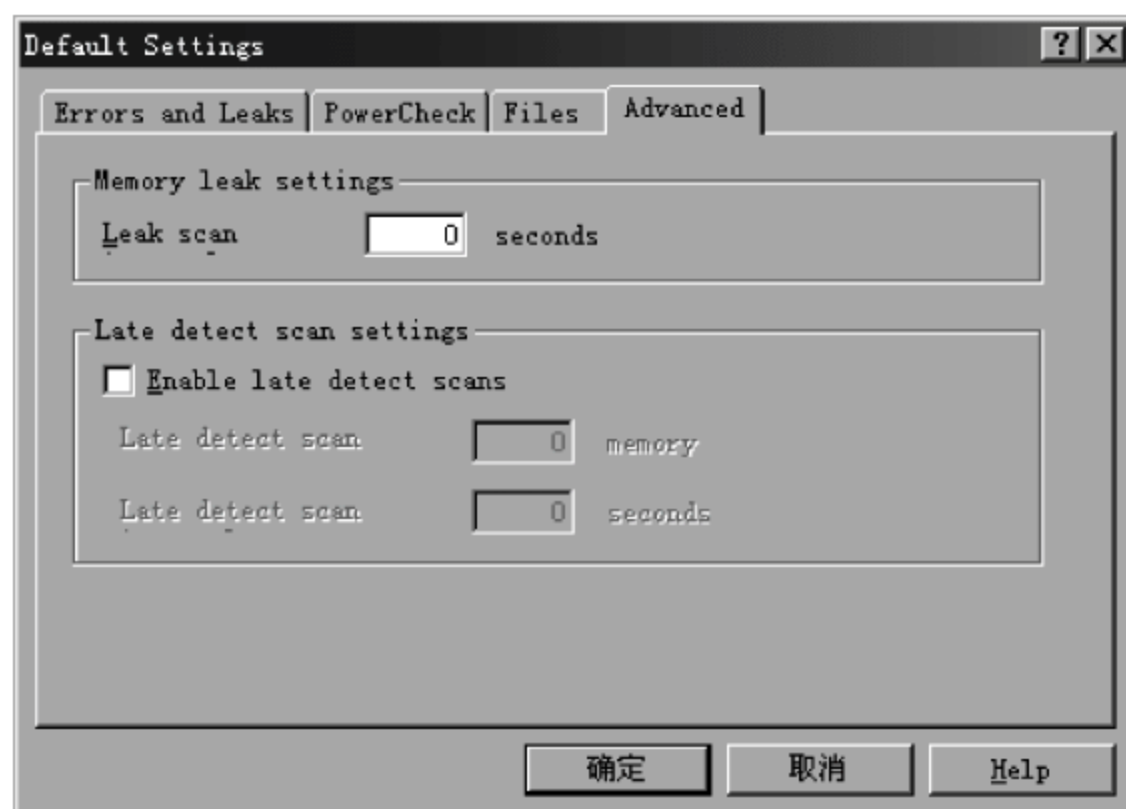 Default Settings
Errors and Leaks PowerCheck Files Advanced
Memory leak settings
Leak scan 0 seconds
Late detect scan settings
Enable late detect scans
Late detect scan 0 memory
Late detect scan 0 seconds
确定 取消 Help